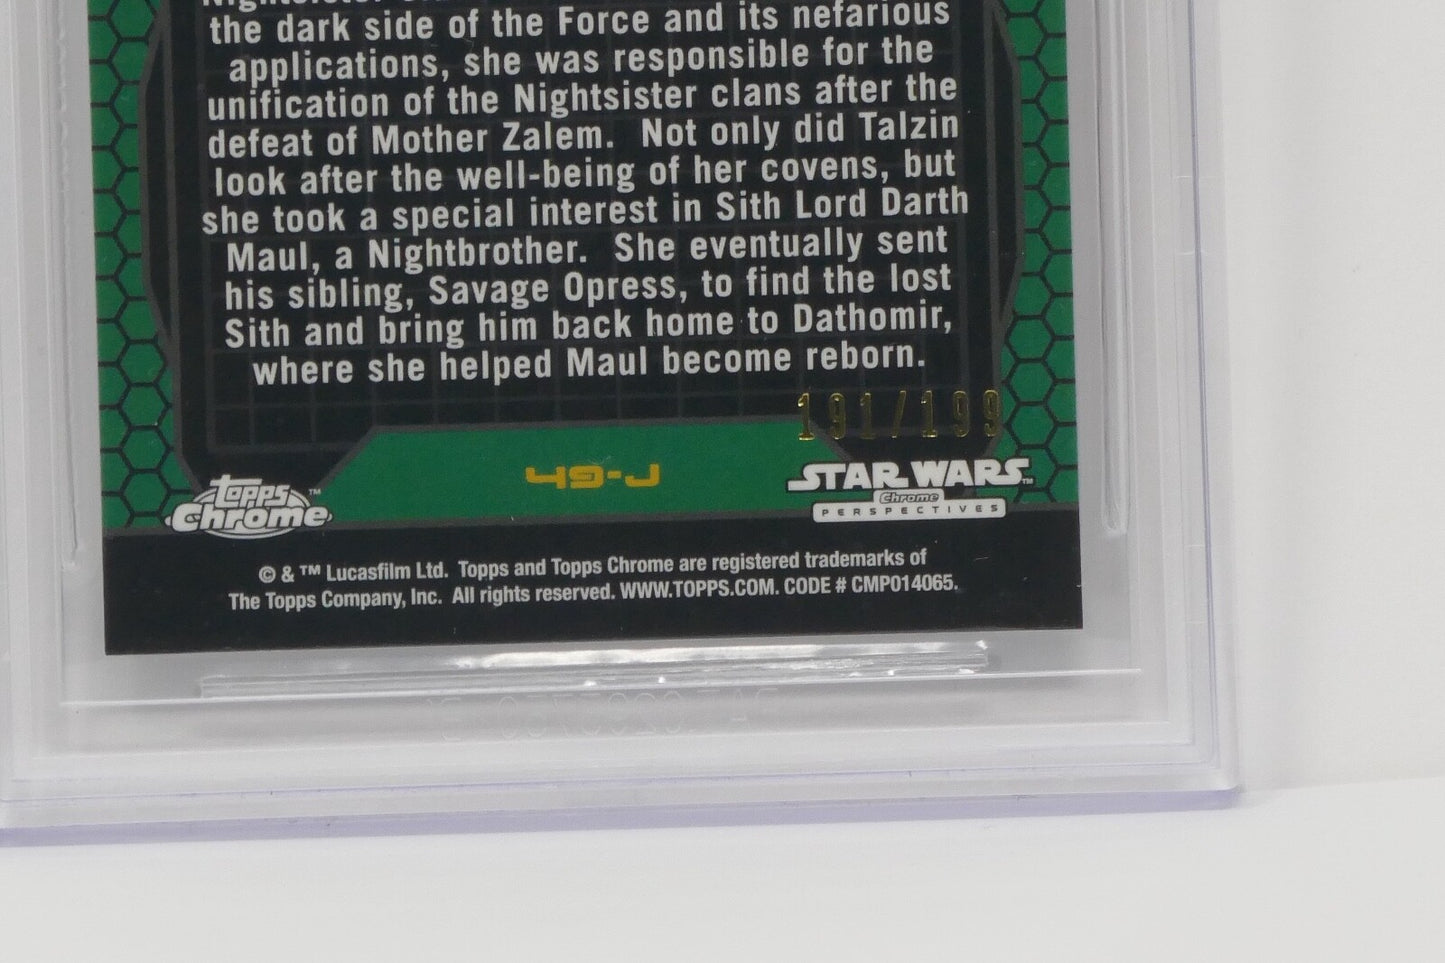 the dark side of the Force and its nefarious
applications, she was responsible for the
unification of the Nightsister clans after the
defeat of Mother Zalem. Not only did Talzin
look after the well-being of her covens, but
she took a special interest in Sith Lord Darth
Maul, a Nightbrother. She eventually sent
his sibling, Savage Opress, to find the lost
Sith and bring him back home to Dathomir,
where she helped Maul become reborn.
191/199
49-J
Topps
Chrome™
STAR WARS™
Chrome
PERSPECTIVES
© & ™ Lucasfilm Ltd. Topps and Topps Chrome are registered trademarks of
The Topps Company, Inc. All rights reserved. WWW.TOPPS.COM. CODE # CMP014065.